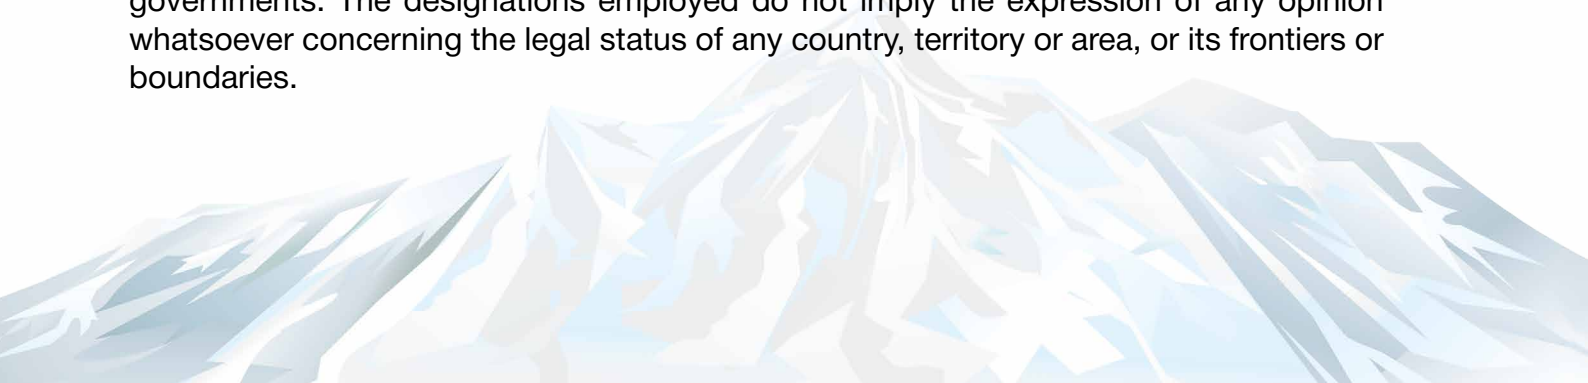 governments. The designations employed do not imply the expression of any opinion
whatsoever concerning the legal status of any country, territory or area, or its frontiers or
boundaries.